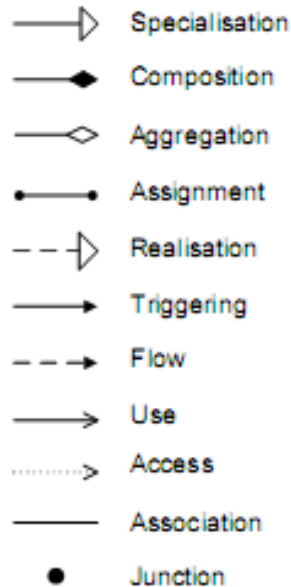 Specialisation
Composition
Aggregation
Assignment
Realisation
Triggering
Flow
Use
Access
Association
Junction